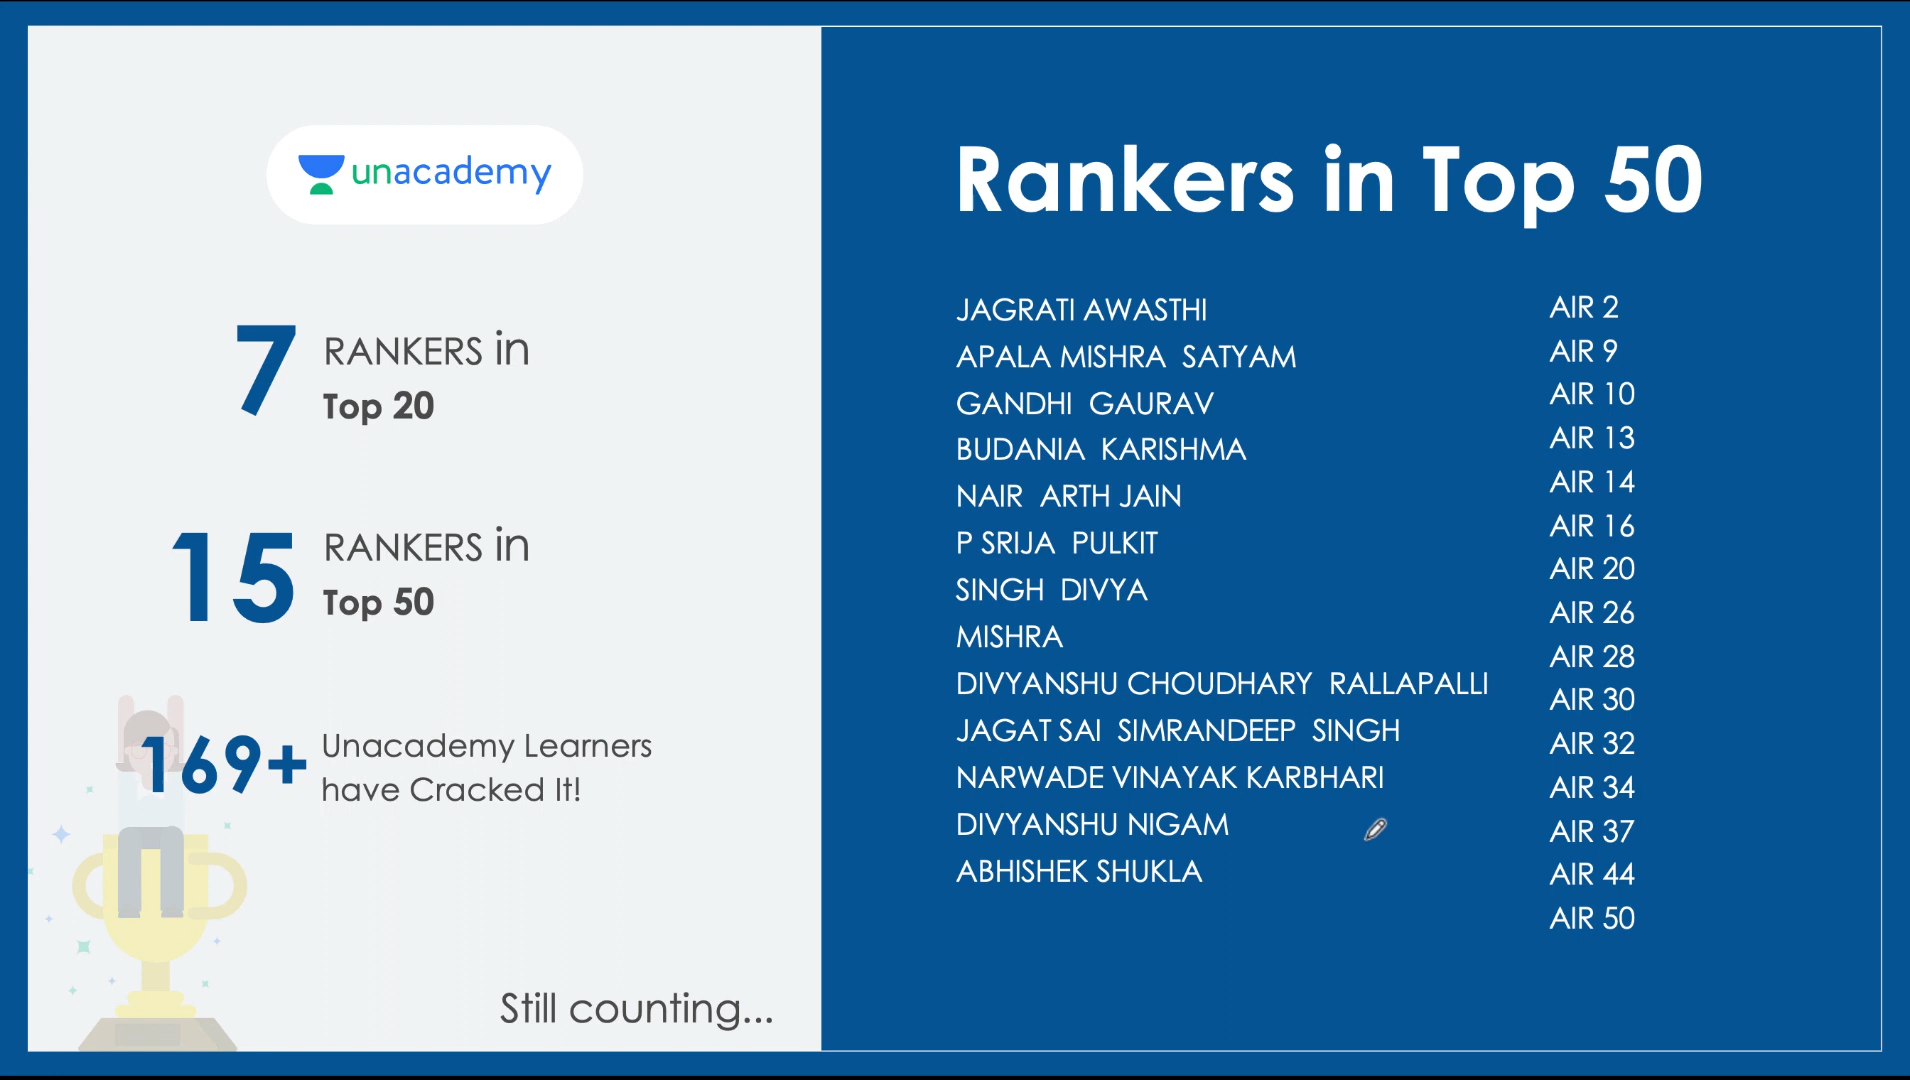 unacademy
7 RANKERS in
Top 20
15 RANKERS in
Top 50
169+ Unacademy Learners
have Cracked It!
Still counting...
Rankers in Top 50
JAGRATI AWASTHI
APALA MISHRA SATYAM
GANDHI GAURAV
BUDANIA KARISHMA
NAIR ARTH JAIN
P SRIJA PULKIT
SINGH DIVYA
MISHRA
DIVYANSHU CHOUDHARY RALLAPALLI
JAGAT SAI SIMRANDEEP SINGH
NARWADE VINAYAK KARBHARI
DIVYANSHU NIGAM
ABHISHEK SHUKLA
AIR 2
AIR 9
AIR 10
AIR 13
AIR 14
AIR 16
AIR 20
AIR 26
AIR 28
AIR 30
AIR 32
AIR 34
AIR 37
AIR 44
AIR 50